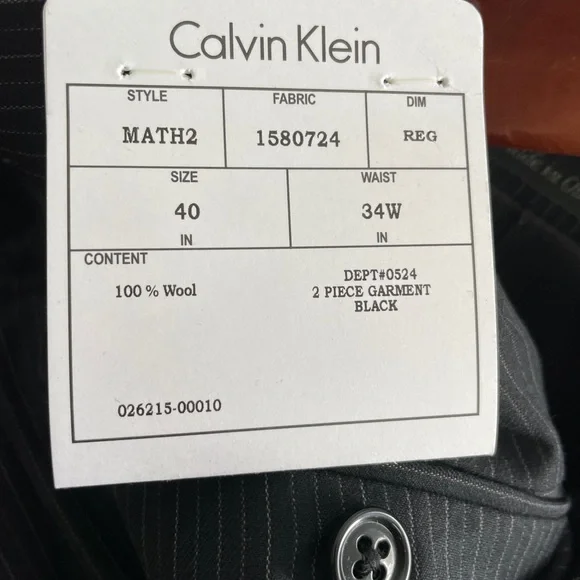 Calvin Klein
STYLE FABRIC DIM
MATH2 1580724 REG
SIZE WAIST
40 34W
IN IN
CONTENT
DEPT#0524
100 % Wool 2 PIECE GARMENT
BLACK
026215-00010